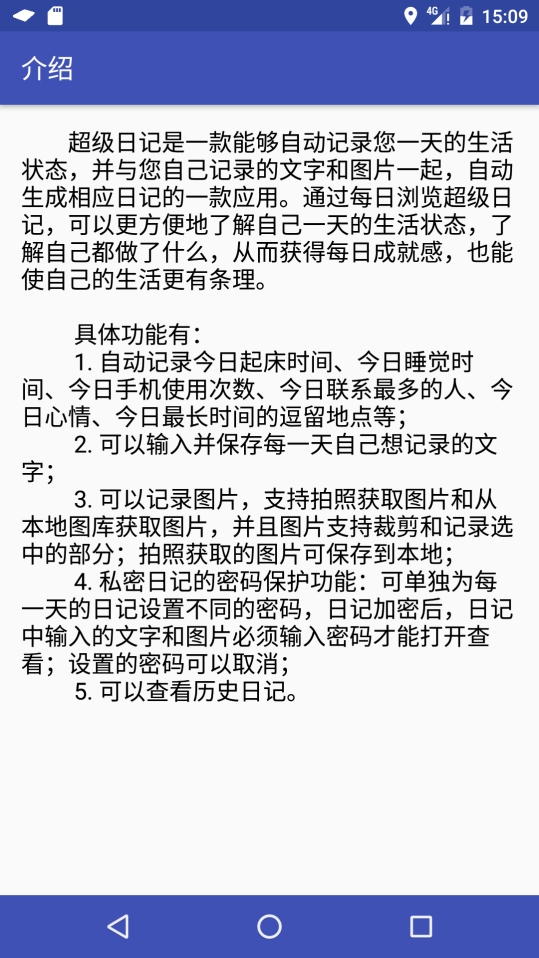 4G
15:09
介绍
超级日记是一款能够自动记录您一天的生活
状态，并与您自己记录的文字和图片一起，自动
生成相应日记的一款应用。通过每日浏览超级日
记，可以更方便地了解自己一天的生活状态，了
解自己都做了什么，从而获得每日成就感，也能
使自己的生活更有条理。
具体功能有：
1. 自动记录今日起床时间、今日睡觉时
间、今日手机使用次数、今日联系最多的人、今
日心情、今日最长时间的逗留地点等；
2. 可以输入并保存每一天自己想记录的文
字；
3. 可以记录图片，支持拍照获取图片和从
本地图库获取图片，并且图片支持裁剪和记录选
中的部分；拍照获取的图片可保存到本地；
4. 私密日记的密码保护功能：可单独为每
一天的日记设置不同的密码，日记加密后，日记
中输入的文字和图片必须输入密码才能打开查
看；设置的密码可以取消；
5. 可以查看历史日记。